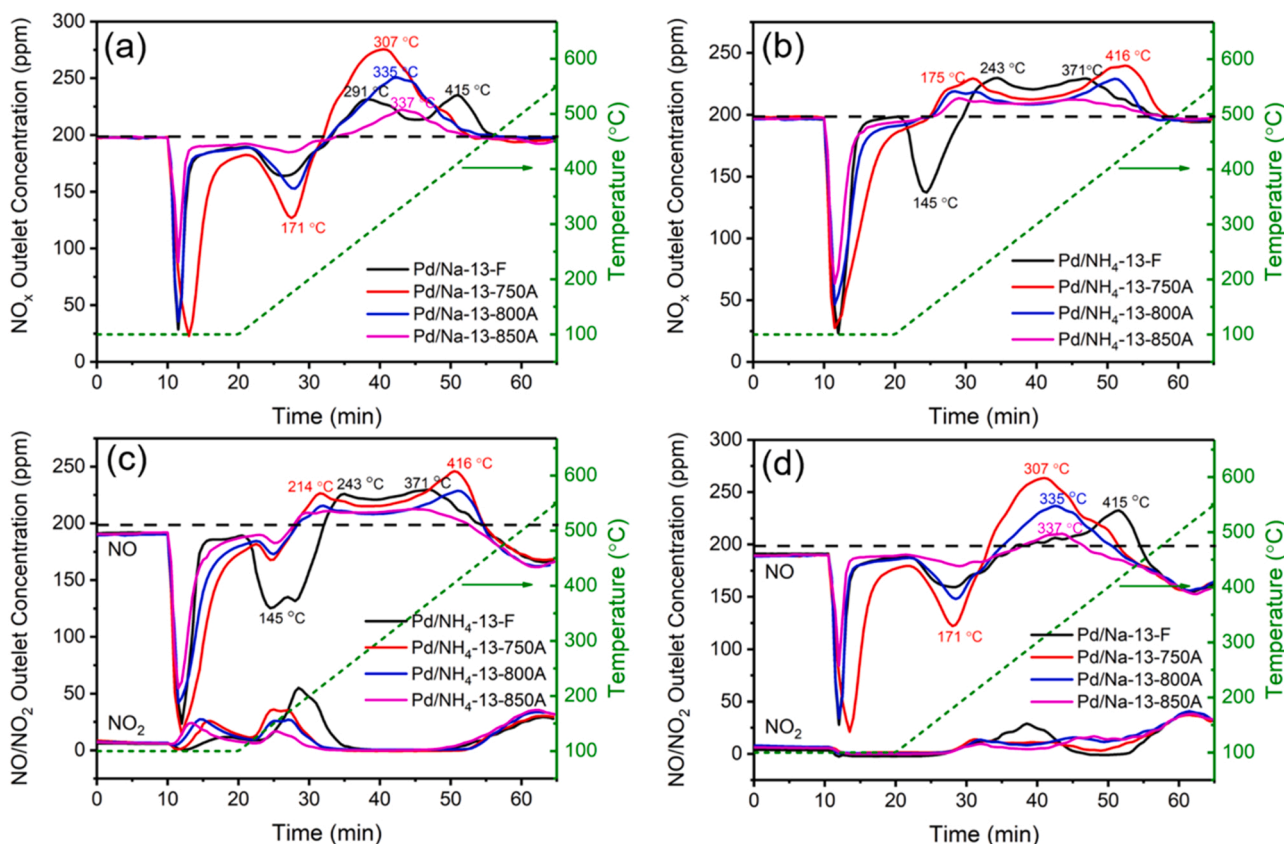 (a)
NOx Outelet Concentration (ppm)
300
250
200
150
100
50
0
307 °C
335 °C
291 °C
337 °C
415 °C
171 °C
Pd/Na-13-F
Pd/Na-13-750A
Pd/Na-13-800A
Pd/Na-13-850A
600
500
400
300
200
100
Temperature (°C)
0 10 20 30 40 50 60
Time (min)
(b)
NOx Outelet Concentration (ppm)
300
250
200
150
100
50
0
175 °C
243 °C
371 °C
416 °C
145 °C
Pd/NH4-13-F
Pd/NH4-13-750A
Pd/NH4-13-800A
Pd/NH4-13-850A
600
500
400
300
200
100
Temperature (°C)
0 10 20 30 40 50 60
Time (min)
(c)
NO/NO2 Outelet Concentration (ppm)
250
200
150
100
50
0
214 °C
243 °C
371 °C
416 °C
NO
145 °C
Pd/NH4-13-F
Pd/NH4-13-750A
Pd/NH4-13-800A
Pd/NH4-13-850A
NO2
600
500
400
300
200
100
Temperature (°C)
0 10 20 30 40 50 60
Time (min)
(d)
NO/NO2 Outelet Concentration (ppm)
300
250
200
150
100
50
0
307 °C
335 °C
415 °C
337 °C
NO
171 °C
Pd/Na-13-F
Pd/Na-13-750A
Pd/Na-13-800A
Pd/Na-13-850A
NO2
600
500
400
300
200
100
Temperature (°C)
0 10 20 30 40 50 60
Time (min)